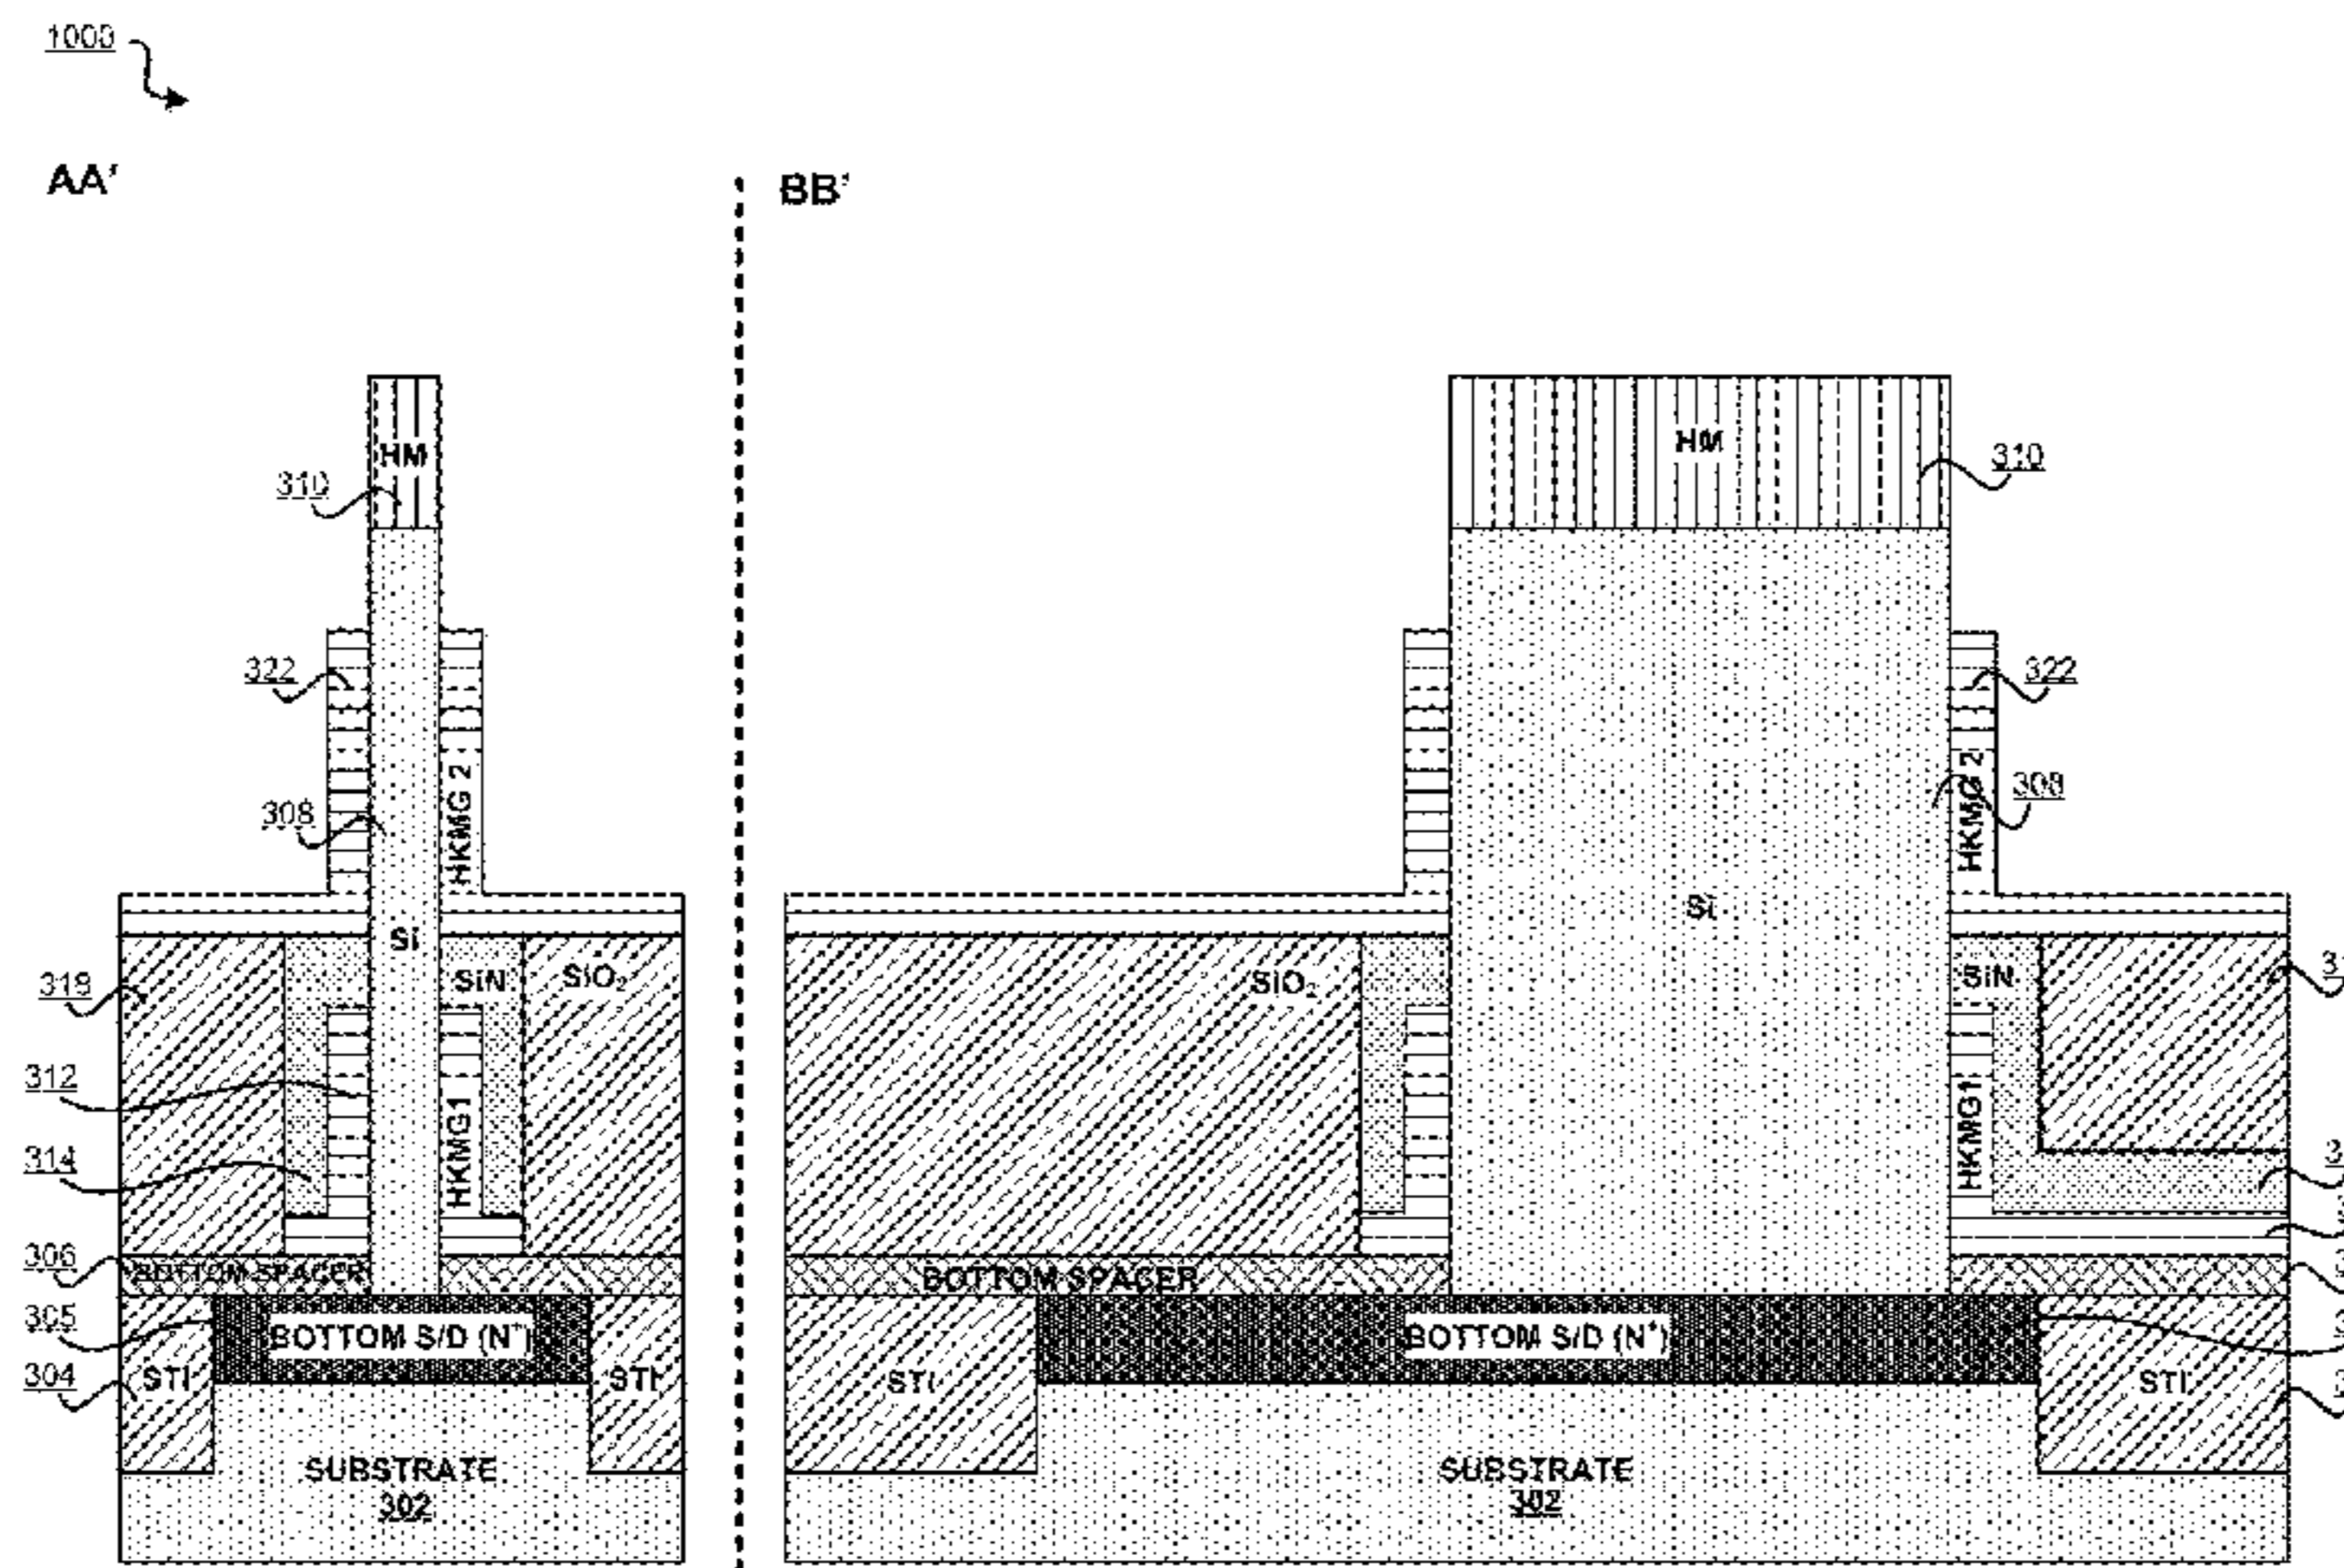 1000
AA'
BB'
HM
310
HM
310
322
322
HKMG 2
308
HKMG 2
308
Si
Si
319
SiN
SiO₂
SiO₂
SiN
312
HKMG1
HKMG1
314
306
BOTTOM SPACER
BOTTOM SPACER
305
BOTTOM S/D (N⁺)
BOTTOM S/D (N⁺)
304
STI
STI
STI
STI
SUBSTRATE
302
SUBSTRATE
302